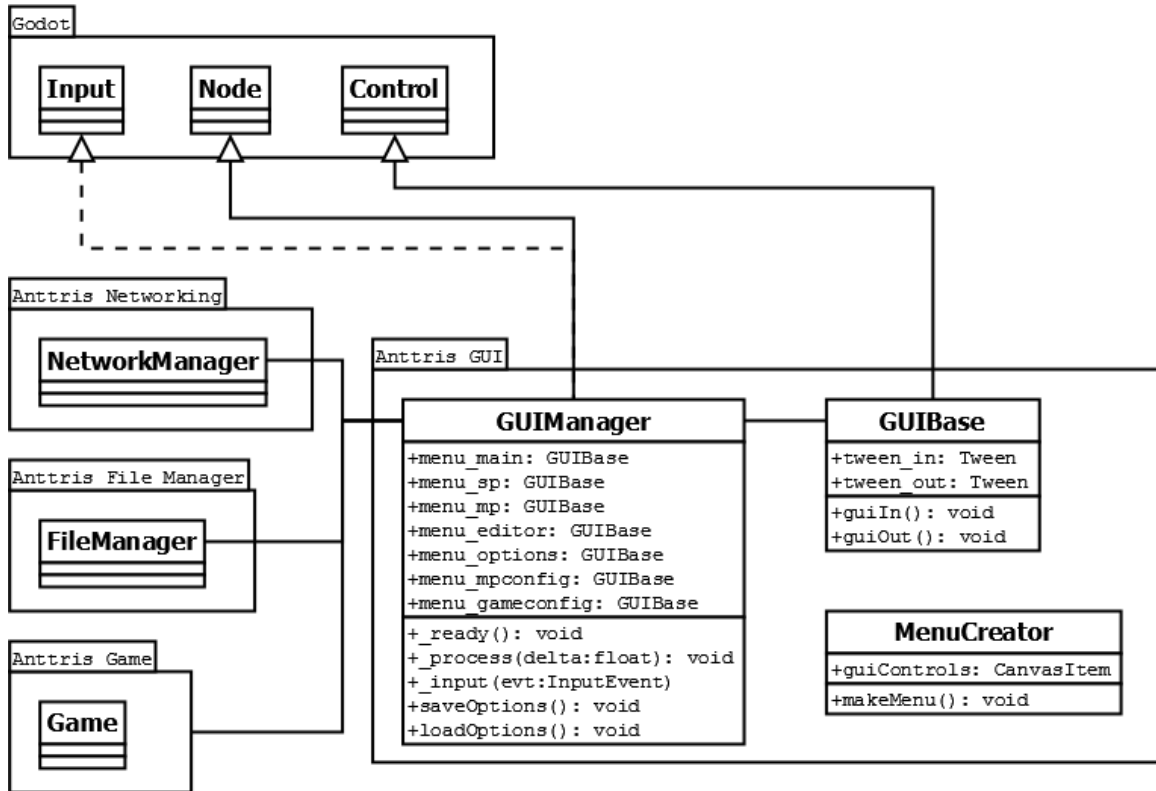 Godot
Input
Node
Control
Anttris Networking
NetworkManager
Anttris File Manager
FileManager
Anttris Game
Game
Anttris GUI
GUIManager
+menu_main: GUIBase
+menu_sp: GUIBase
+menu_mp: GUIBase
+menu_editor: GUIBase
+menu_options: GUIBase
+menu_mpconfig: GUIBase
+menu_gameconfig: GUIBase
+_ready(): void
+_process(delta:float): void
+_input(evt:InputEvent)
+saveOptions(): void
+loadOptions(): void
GUIBase
+tween_in: Tween
+tween_out: Tween
+guiIn(): void
+guiOut(): void
MenuCreator
+guiControls: CanvasItem
+makeMenu(): void